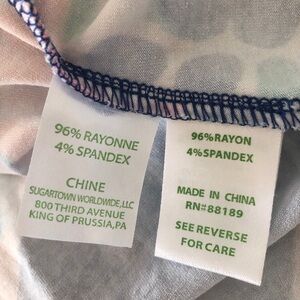 96% RAYONNE
4% SPANDEX
CHINE
SUGARTOWN WORLDWIDE,LLC
800 THIRD AVENUE
KING OF PRUSSIA,PA
96% RAYON
4% SPANDEX
MADE IN CHINA
RN#88189
SEE REVERSE
FOR CARE